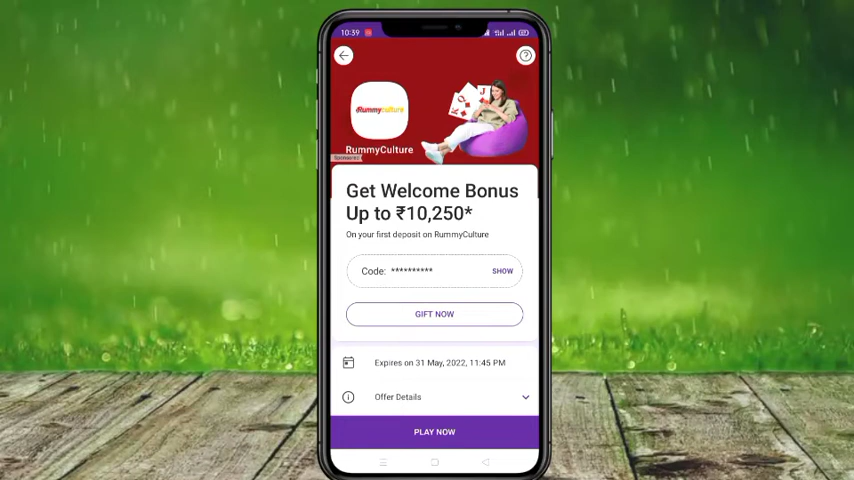 10:39
RummyCulture
RummyCulture
Sponsored
K Q J
Get Welcome Bonus
Up to ₹10,250*
On your first deposit on RummyCulture
Code: ********** SHOW
GIFT NOW
Expires on 31 May, 2022, 11:45 PM
Offer Details
PLAY NOW